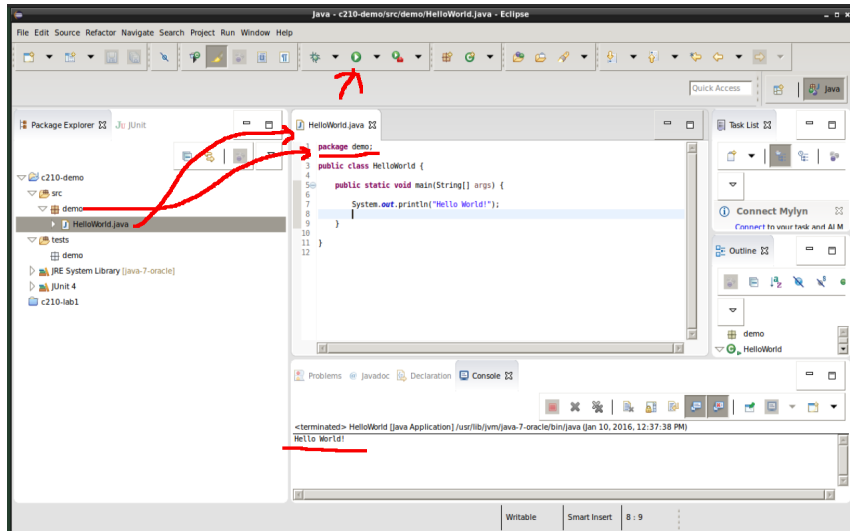 Java - c210-demo/src/demo/HelloWorld.java - Eclipse
File Edit Source Refactor Navigate Search Project Run Window Help
Quick Access
Java
Package Explorer
JUnit
c210-demo
src
demo
HelloWorld.java
tests
demo
JRE System Library [java-7-oracle]
JUnit 4
c210-lab1
HelloWorld.java
1 package demo;
3 public class HelloWorld {
4
5 public static void main(String[] args) {
6
7 System.out.println("Hello World!");
8
9 }
10
11 }
12
Task List
Connect Mylyn
Connect to your task and ALM
Outline
demo
HelloWorld
Problems Javadoc Declaration Console
<terminated> HelloWorld [Java Application] /usr/lib/jvm/java-7-oracle/bin/java (Jan 10, 2016, 12:37:38 PM)
Hello World!
Writable Smart Insert 8 : 9